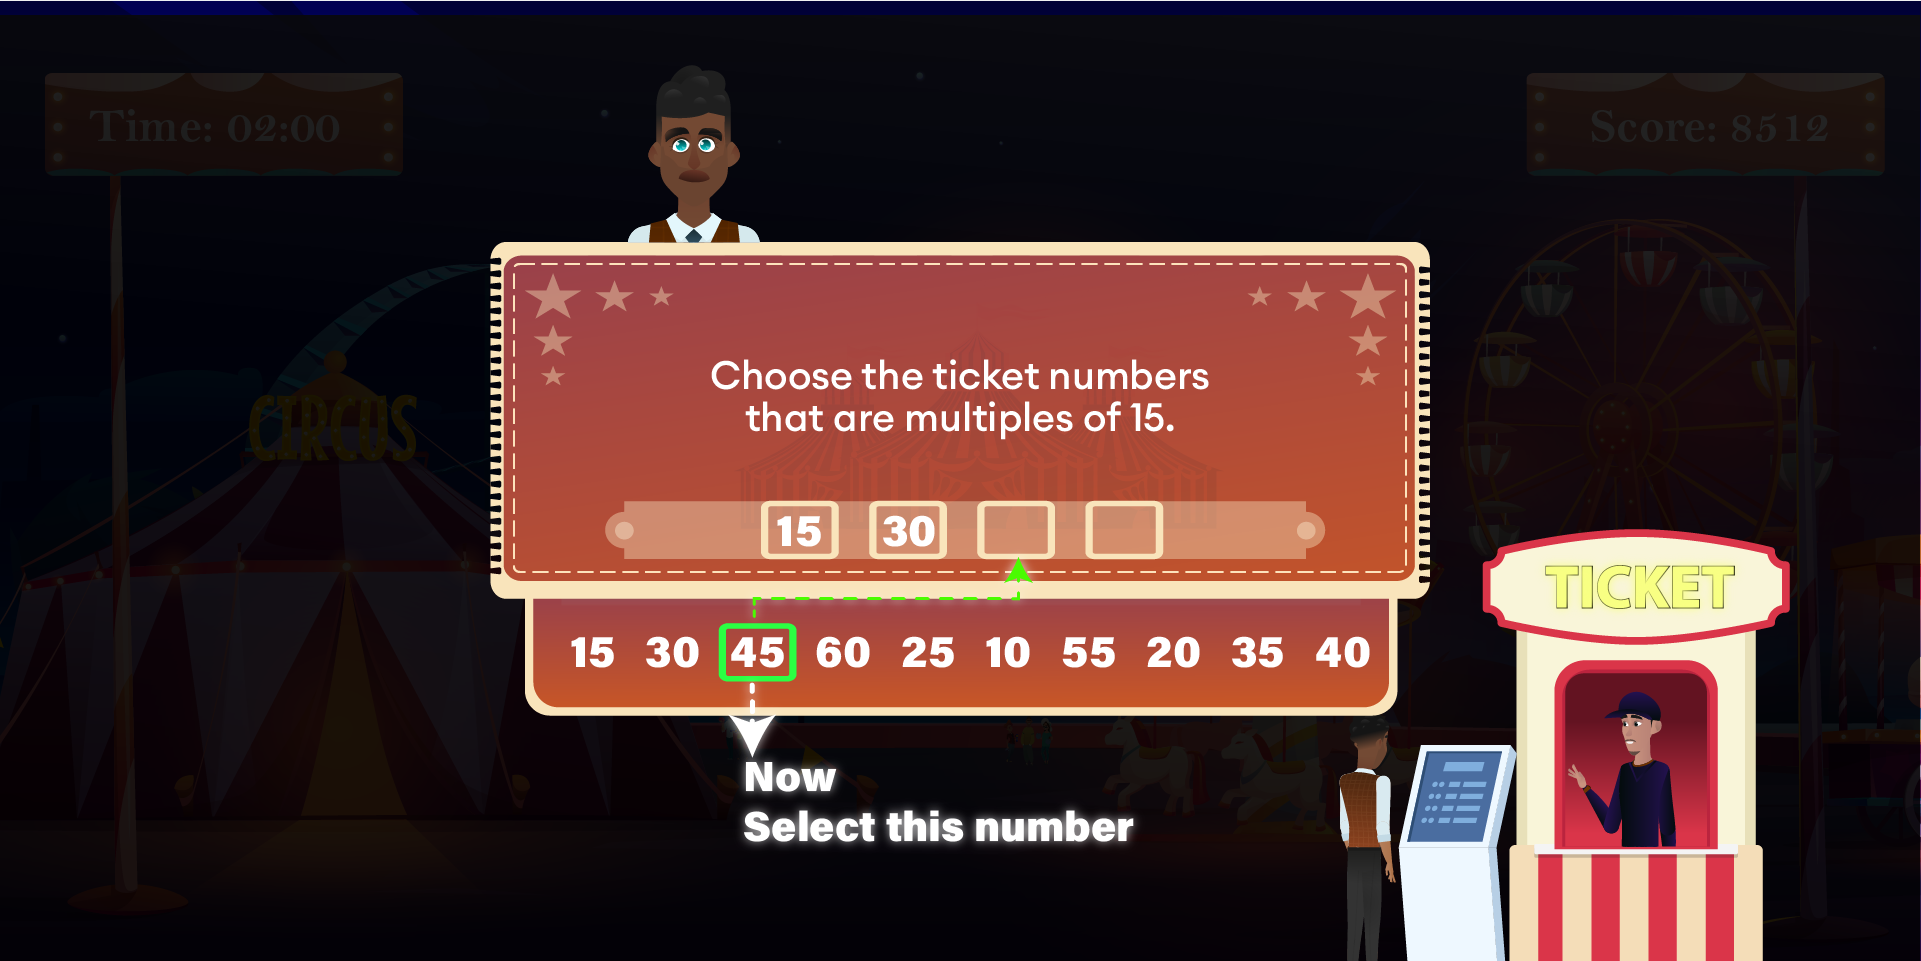 Time: 02:00
Score: 8512
CIRCUS
Choose the ticket numbers
that are multiples of 15.
15 30
TICKET
15 30 45 60 25 10 55 20 35 40
Now
Select this number